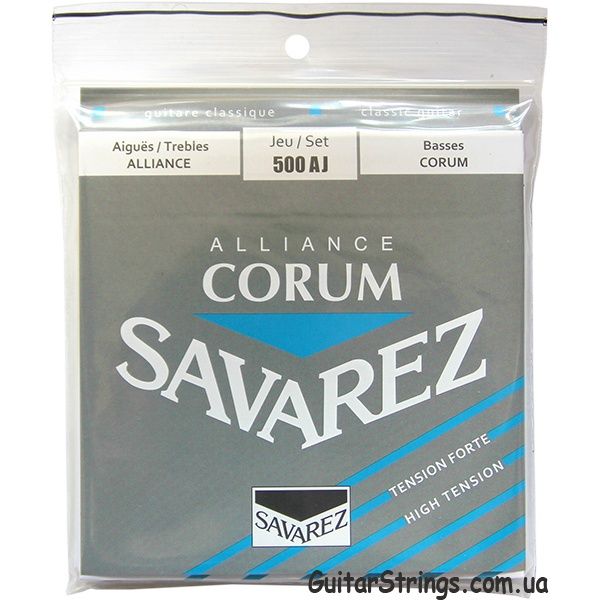 guitare classique
classic guitar
Aiguës / Trebles
ALLIANCE
Jeu / Set
500 AJ
Basses
CORUM
ALLIANCE
CORUM
SAVAREZ
TENSION FORTE
HIGH TENSION
SAVAREZ
GuitarStrings.com.ua